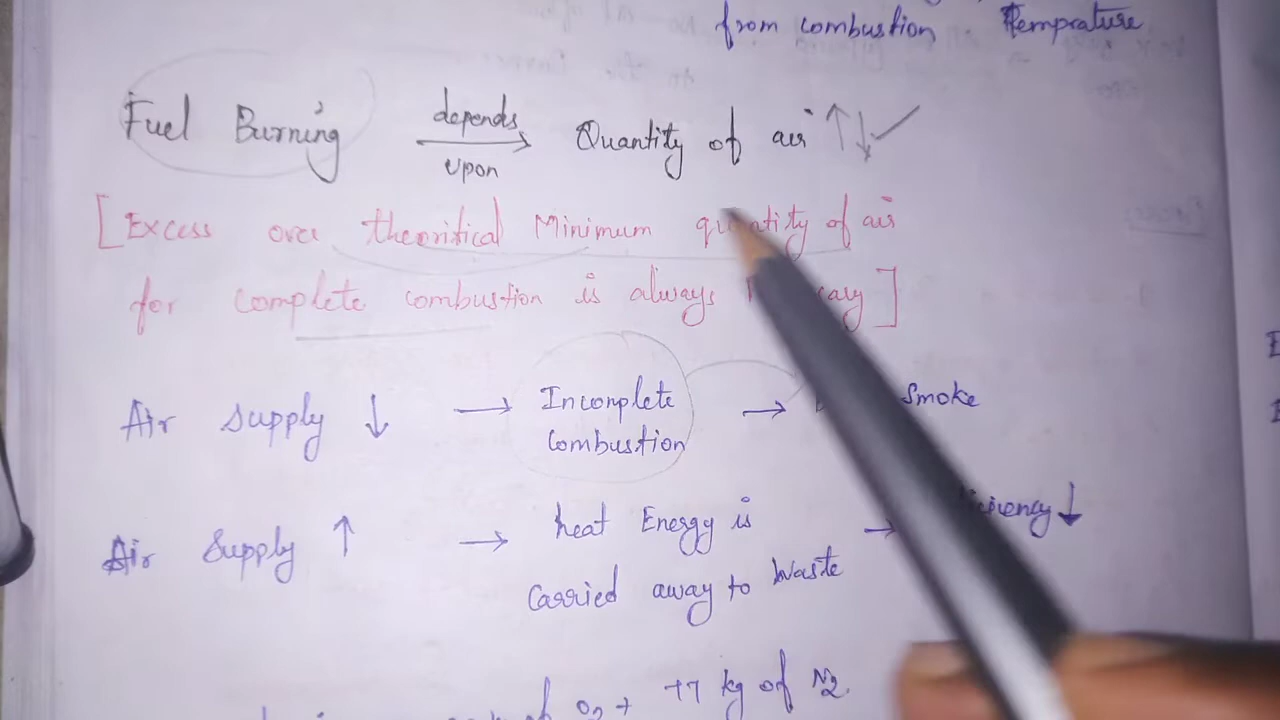 from combustion . Temprature
Fuel Burning depends upon Quantity of air ↑↓✓
[Excess over theoritical Minimum quantity of air
for complete combustion is always ]
Air Supply ↓ → Incomplete combustion → Smoke
Air Supply ↑ → heat Energy is Carried away to Waste → ↓
of O2 + 77 kg of N2.